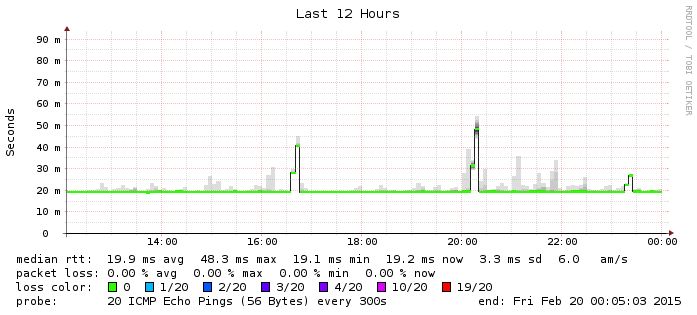 Last 12 Hours
RRDTOOL / TOBI OETIKER
Seconds
90 m
80 m
70 m
60 m
50 m
40 m
30 m
20 m
10 m
0
14:00 16:00 18:00 20:00 22:00 00:00
median rtt: 19.9 ms avg 48.3 ms max 19.1 ms min 19.2 ms now 3.3 ms sd 6.0 am/s
packet loss: 0.00 % avg 0.00 % max 0.00 % min 0.00 % now
loss color: 0 1/20 2/20 3/20 4/20 10/20 19/20
probe: 20 ICMP Echo Pings (56 Bytes) every 300s end: Fri Feb 20 00:05:03 2015